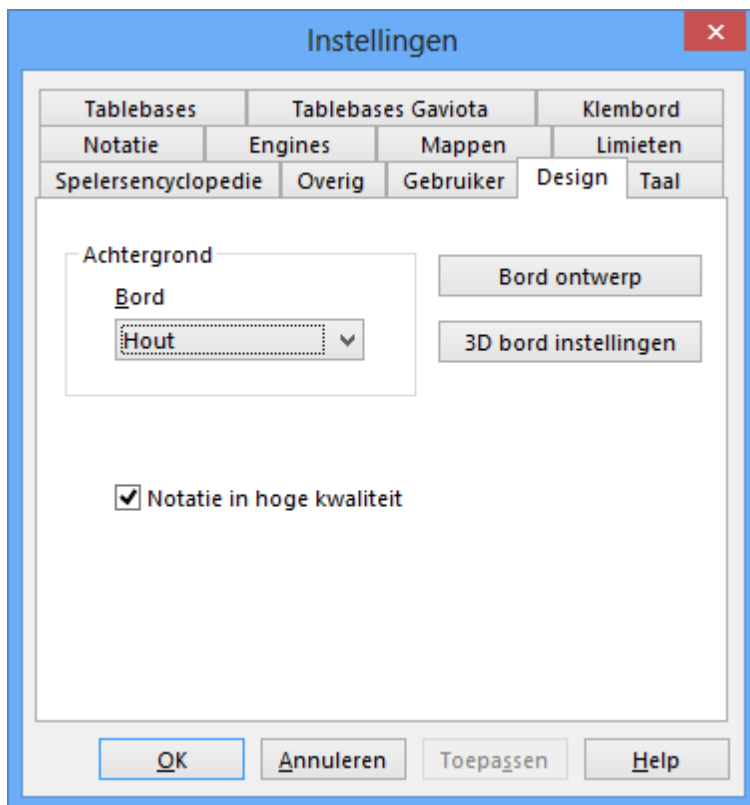 Instellingen
Tablebases Tablebases Gaviota Klembord
Notatie Engines Mappen Limieten
Spelersencyclopedie Overig Gebruiker Design Taal
Achtergrond
Bord
Hout
Bord ontwerp
3D bord instellingen
Notatie in hoge kwaliteit
OK Annuleren Toepassen Help